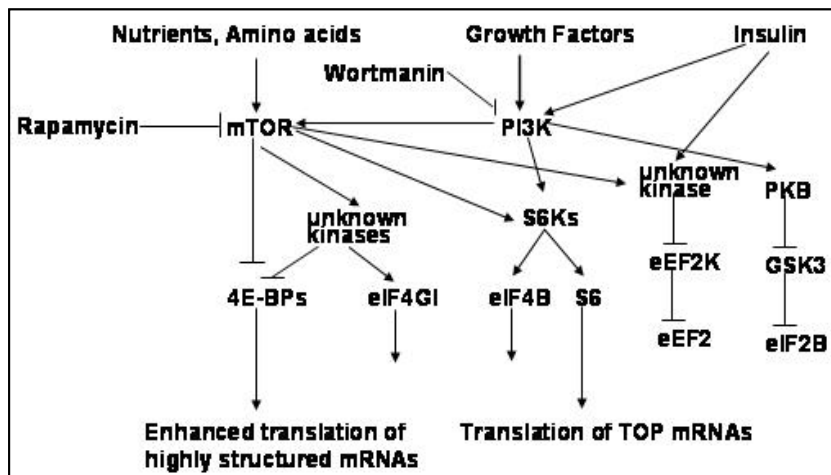 Nutrients, Amino acids Growth Factors Insulin
Wortmanin
Rapamycin mTOR PI3K
unknown
kinase PKB
unknown
kinases S6Ks
eEF2K GSK3
4E-BPs eIF4GI eIF4B S6
eEF2 eIF2B
Enhanced translation of
highly structured mRNAs
Translation of TOP mRNAs